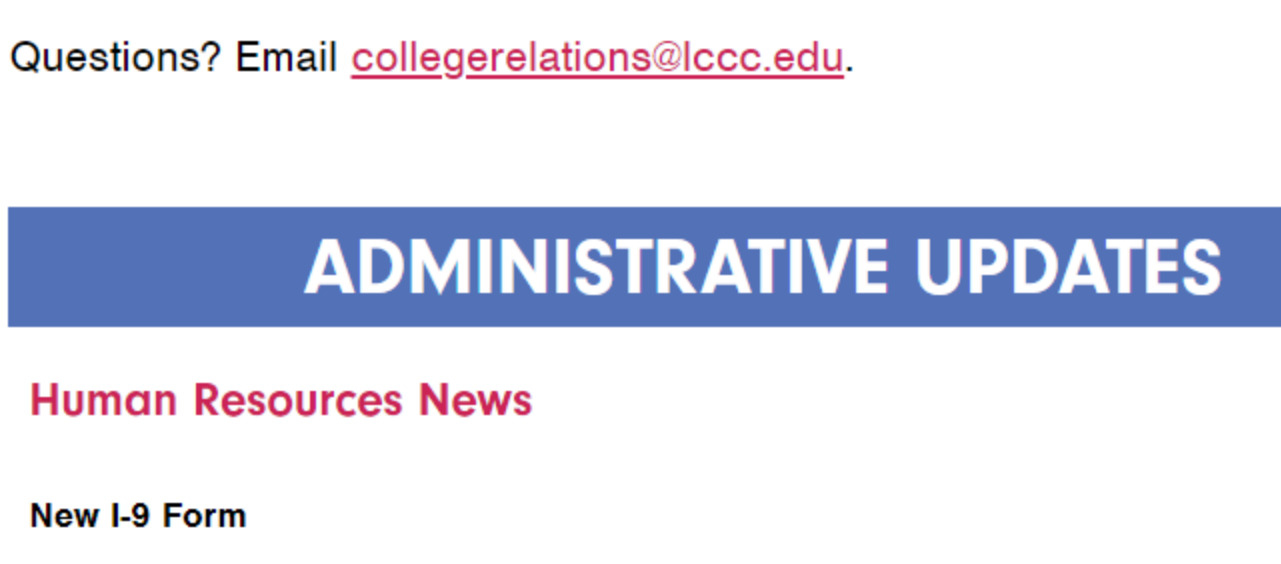 Questions? Email collegerelations@lccc.edu.
ADMINISTRATIVE UPDATES
Human Resources News
New I-9 Form